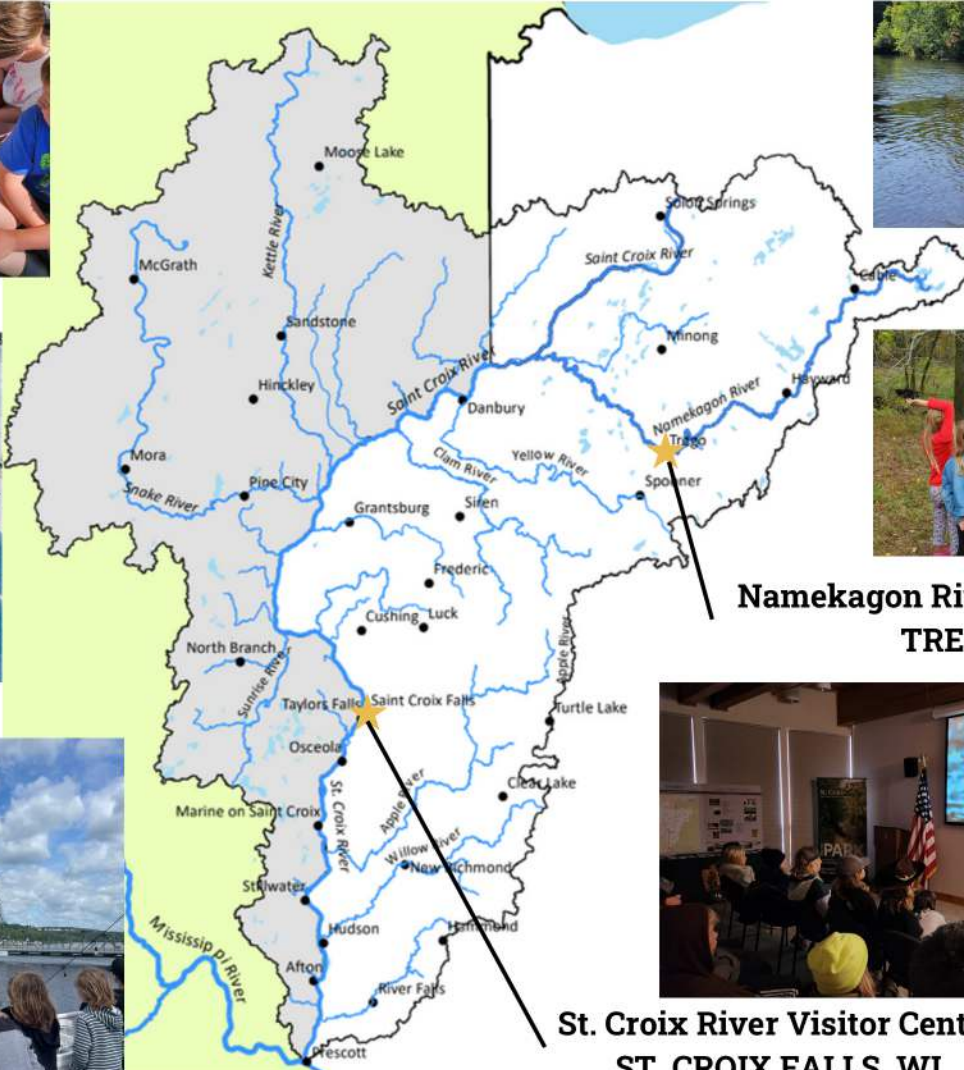 Moose Lake
Solon Springs
Kettle River
McGrath
Saint Croix River
Cable
Sandstone
Minong
Hinckley
Saint Croix River
Hayward
Danbury
Namekagon River
Trego
Mora
Clam River
Yellow River
Snake River
Pine City
Spooner
Grantsburg
Siren
Frederic
Namekagon
Cushing
Luck
TRE
North Branch
Sunrise River
Apple River
Taylors Falls
Saint Croix Falls
Turtle Lake
Osceola
St. Croix River
Clear Lake
Marine on Saint Croix
Apple River
Willow River
New Richmond
PARK
Stillwater
Mississippi River
Hudson
Hammond
Afton
River Falls
St. Croix River Visitor Cent
ST. CROIX FALLS, WI
Prescott